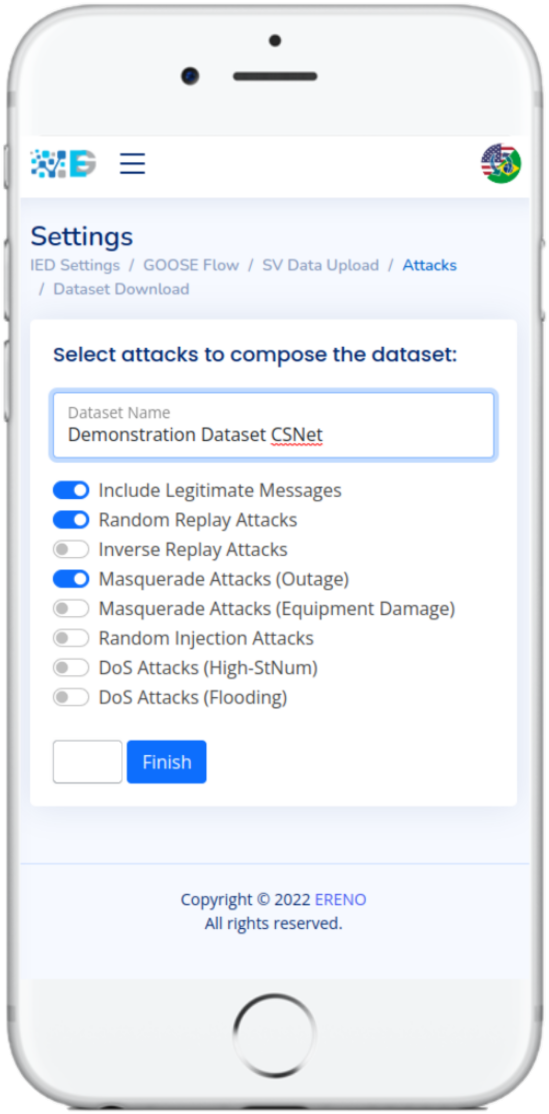 Settings
IED Settings / GOOSE Flow / SV Data Upload / Attacks
/ Dataset Download
Select attacks to compose the dataset:
Dataset Name
Demonstration Dataset CSNet
Include Legitimate Messages
Random Replay Attacks
Inverse Replay Attacks
Masquerade Attacks (Outage)
Masquerade Attacks (Equipment Damage)
Random Injection Attacks
DoS Attacks (High-StNum)
DoS Attacks (Flooding)
Finish
Copyright © 2022 ERENO
All rights reserved.